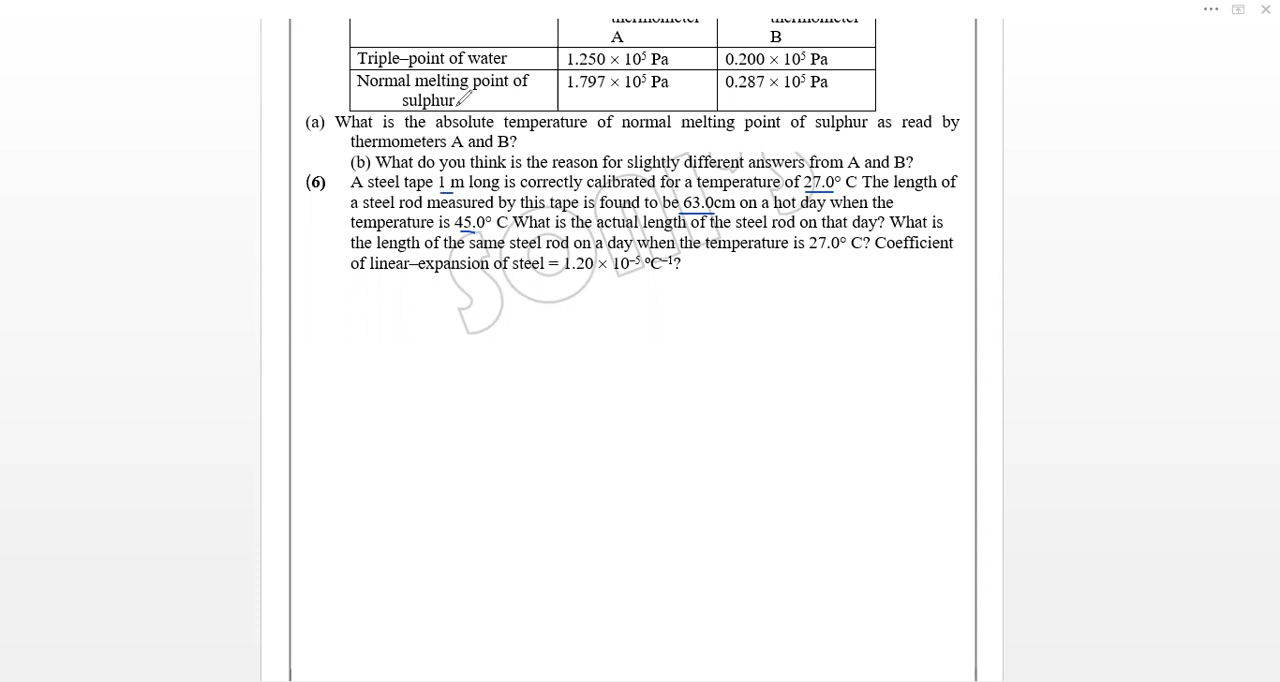 A B
Triple–point of water 1.250 × 10⁵ Pa 0.200 × 10⁵ Pa
Normal melting point of 1.797 × 10⁵ Pa 0.287 × 10⁵ Pa
sulphur
(a) What is the absolute temperature of normal melting point of sulphur as read by
thermometers A and B?
(b) What do you think is the reason for slightly different answers from A and B?
(6) A steel tape 1 m long is correctly calibrated for a temperature of 27.0° C The length of
a steel rod measured by this tape is found to be 63.0cm on a hot day when the
temperature is 45.0° C What is the actual length of the steel rod on that day? What is
the length of the same steel rod on a day when the temperature is 27.0° C? Coefficient
of linear–expansion of steel = 1.20 × 10⁻⁵ °C⁻¹?